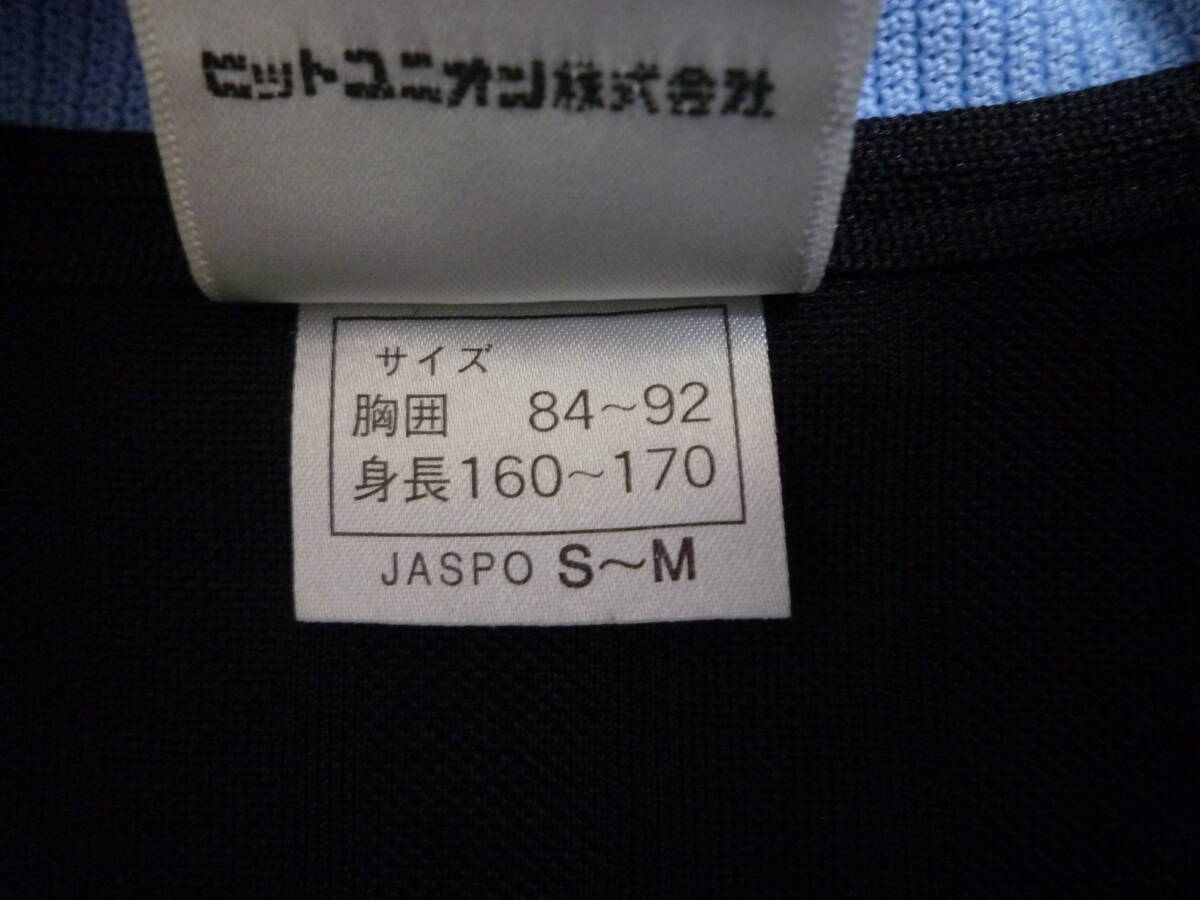 ヒットユニオン株式会社
サイズ
胸囲 84～92
身長160～170
JASPO S～M